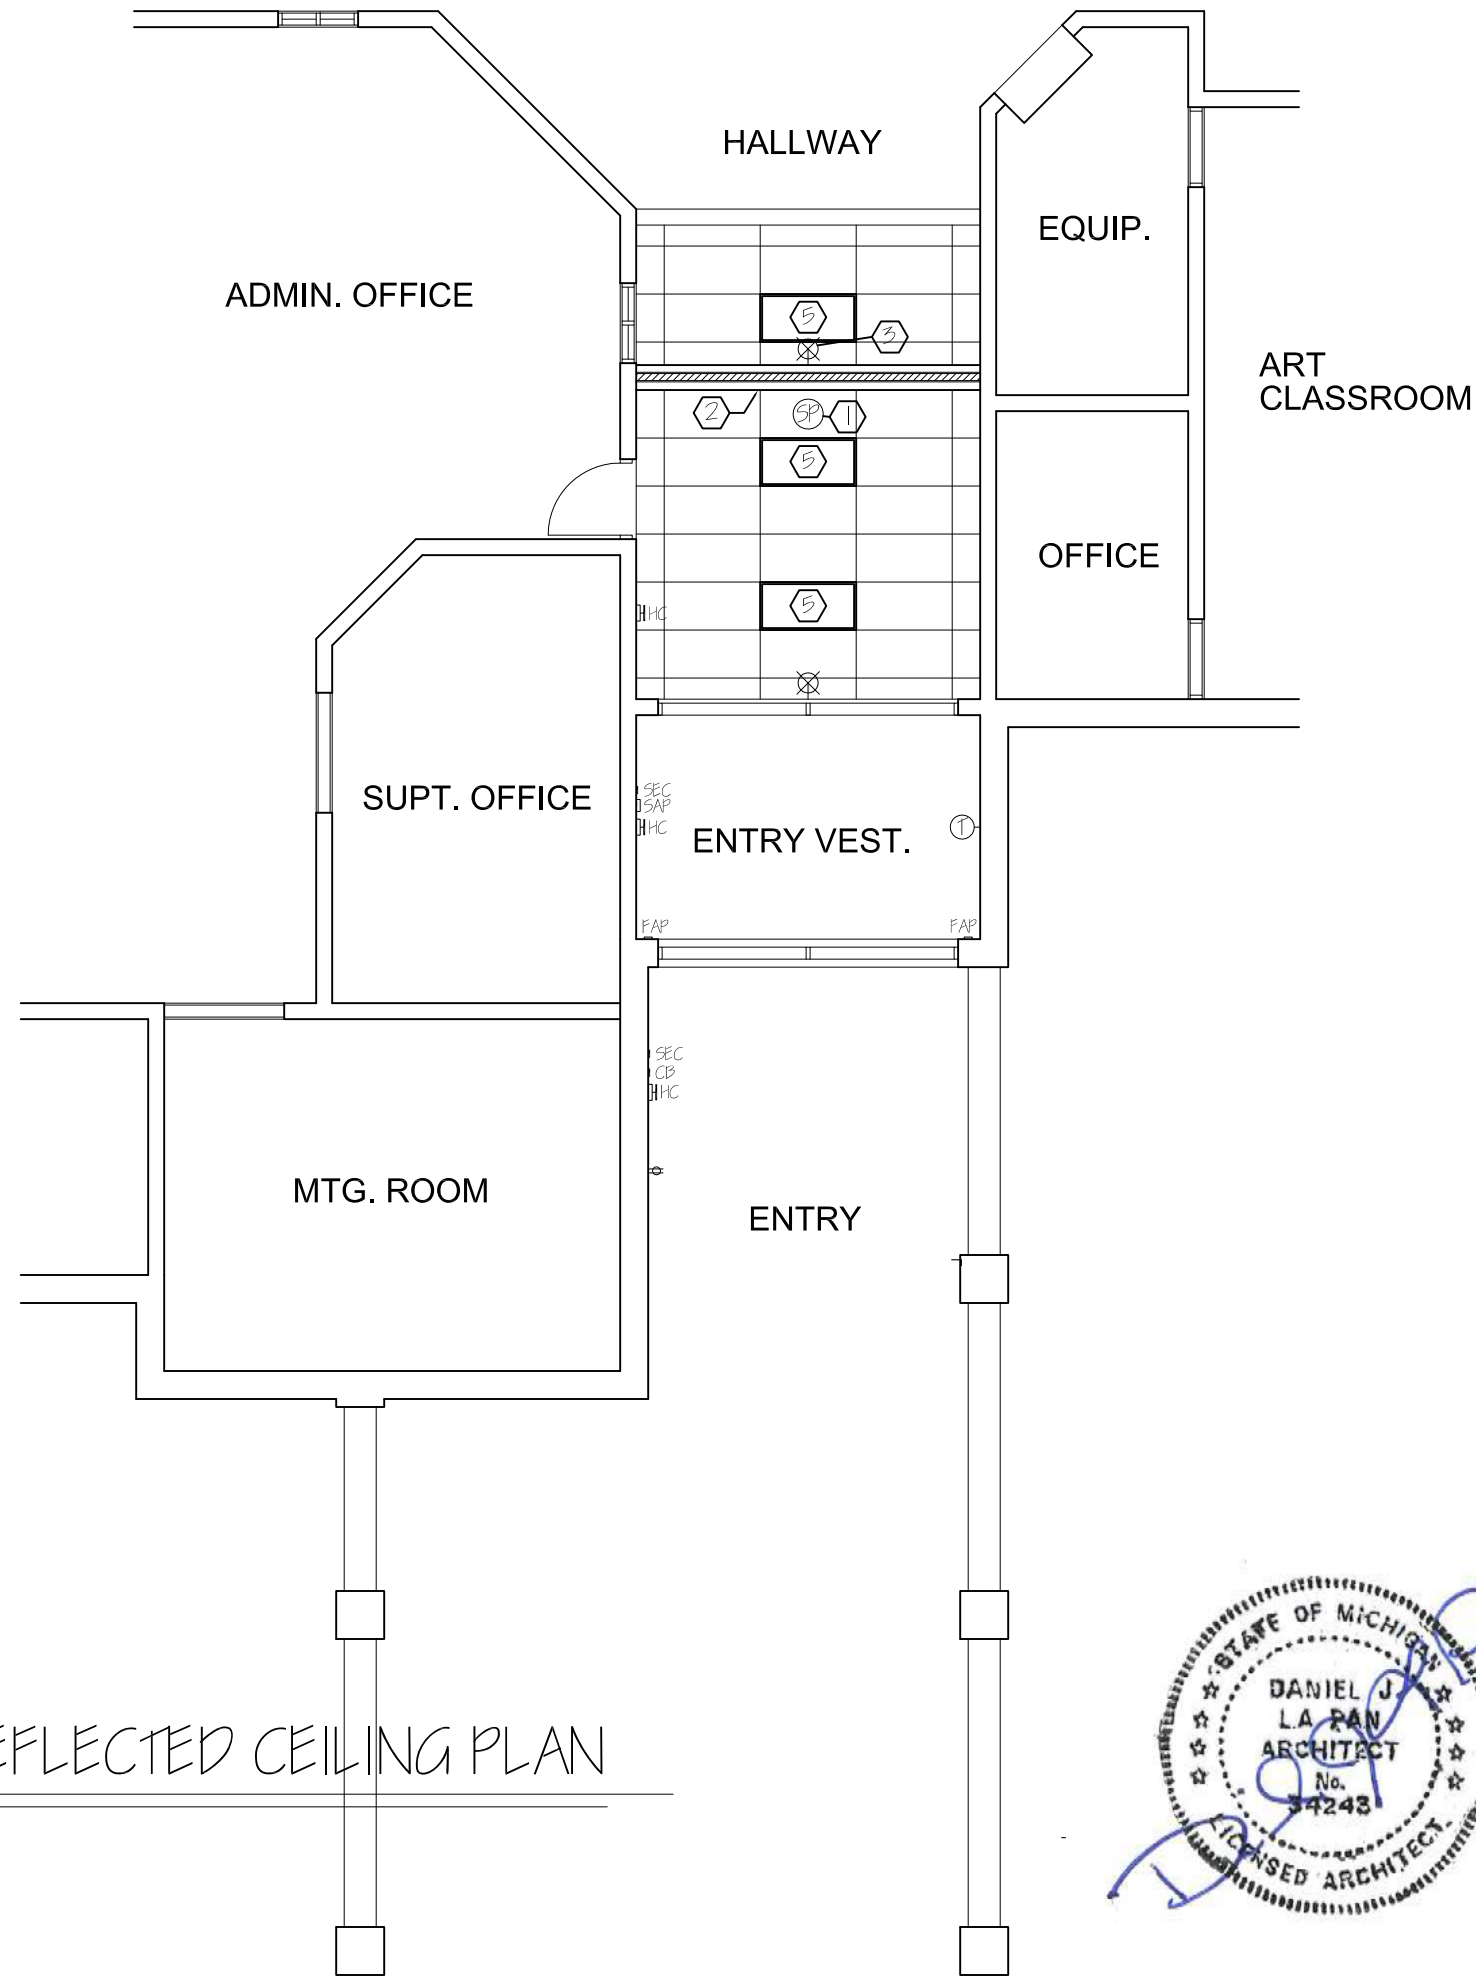 HALLWAY
EQUIP.
ADMIN. OFFICE
5
3
ART
CLASSROOM
2
SP
1
5
OFFICE
5
HC
SEC
SAP
HC
SUPT. OFFICE
ENTRY VEST.
T
FAP
FAP
SEC
CB
HC
MTG. ROOM
ENTRY
EFLECTED CEILING PLAN
STATE OF MICHIGAN
DANIEL J.
LA PAN
ARCHITECT
No.
34243
LICENSED ARCHITECT